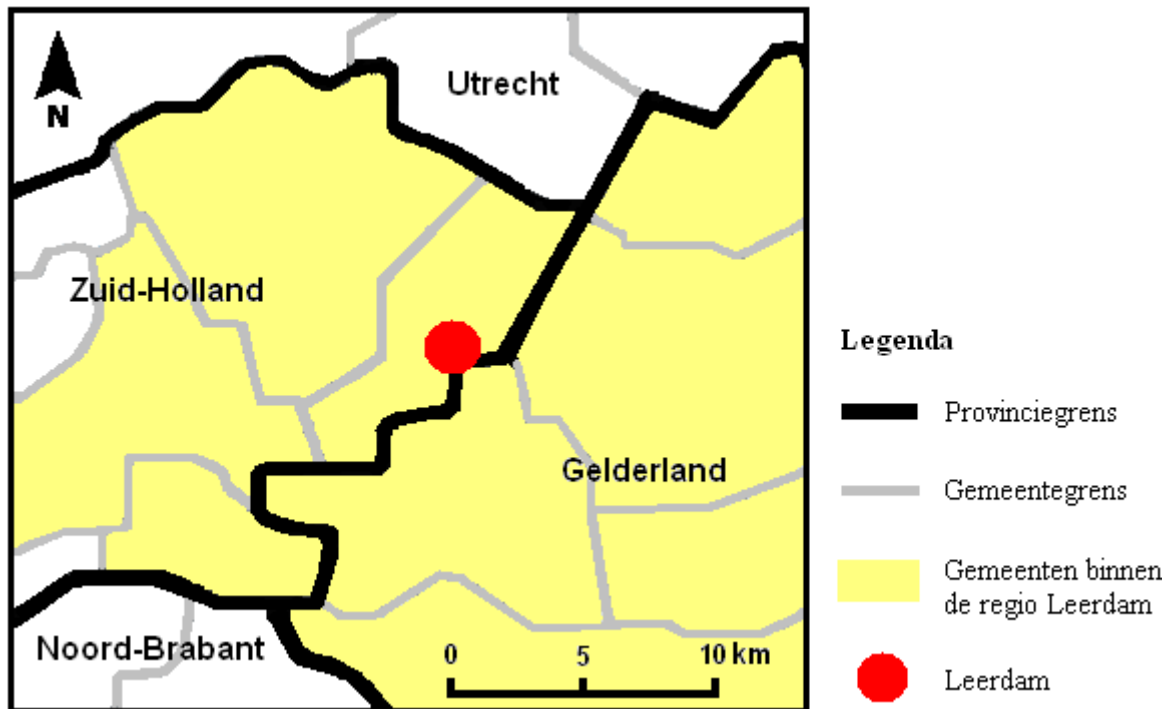 N
Utrecht
Zuid-Holland
Gelderland
Noord-Brabant
0 5 10 km
Legenda
Provinciegrens
Gemeentegrens
Gemeenten binnen
de regio Leerdam
Leerdam